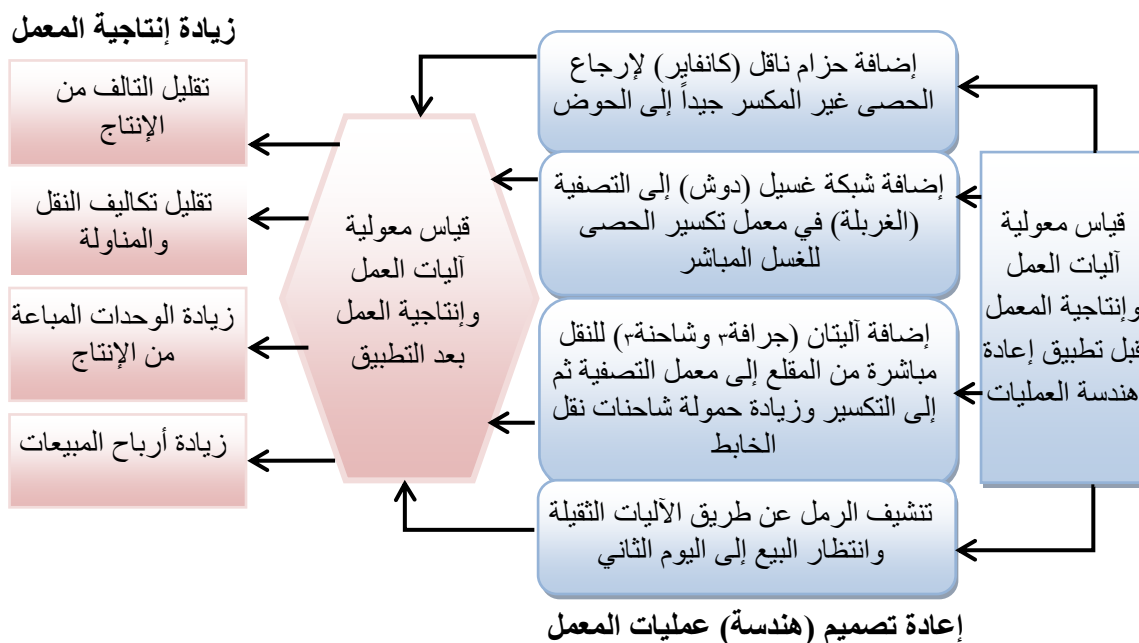 قياس معولية
آليات العمل
وإنتاجية المعمل
قبل تطبيق إعادة
هندسة العمليات
إضافة حزام ناقل (كانفاير) لإرجاع
الحصى غير المكسر جيداً إلى الحوض
إضافة شبكة غسيل (دوش) إلى التصفية
(الغربلة) في معمل تكسير الحصى
للغسل المباشر
إضافة آليتان (جرافة٣ وشاحنة٣) للنقل
مباشرة من المقلع إلى معمل التصفية ثم
إلى التكسير وزيادة حمولة شاحنات نقل
الخابط
تنشيف الرمل عن طريق الآليات الثقيلة
وانتظار البيع إلى اليوم الثاني
إعادة تصميم (هندسة) عمليات المعمل
قياس معولية
آليات العمل
وإنتاجية العمل
بعد التطبيق
زيادة إنتاجية المعمل
تقليل التالف من
الإنتاج
تقليل تكاليف النقل
والمناولة
زيادة الوحدات المباعة
من الإنتاج
زيادة أرباح المبيعات